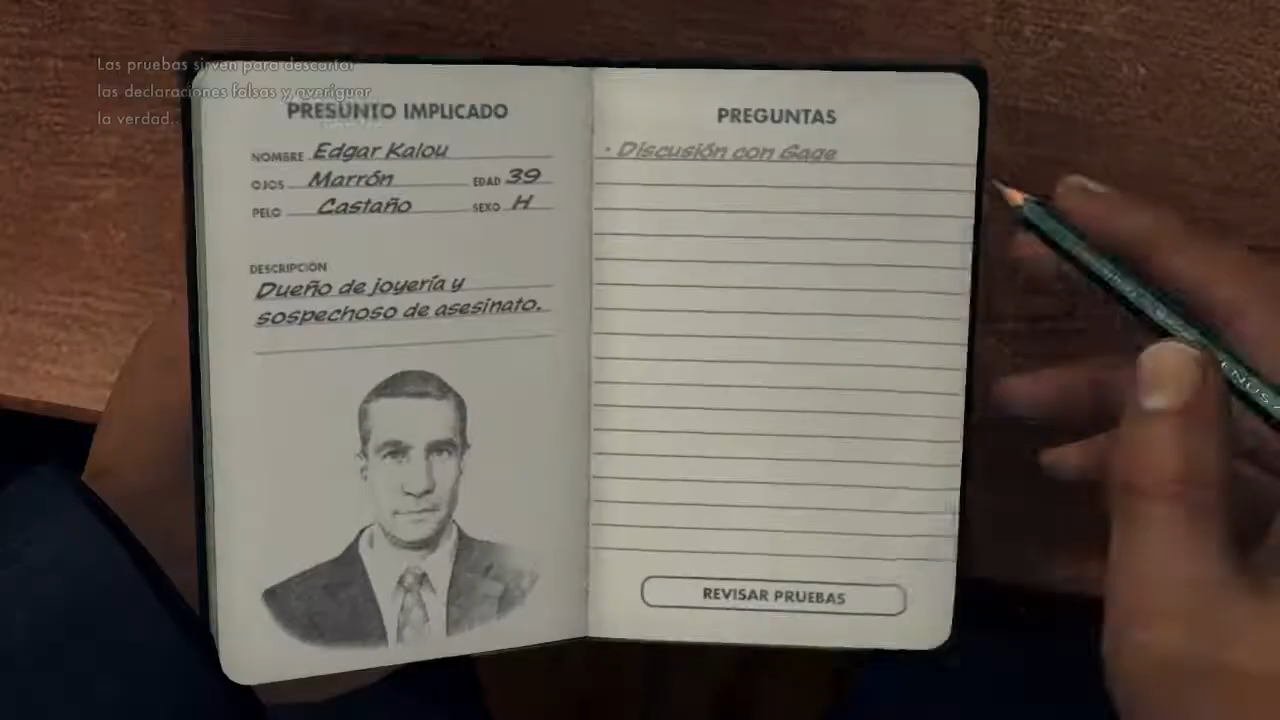 Las pruebas sirven para descartar
las declaraciones falsas y averiguar
la verdad..
PRESUNTO IMPLICADO
NOMBRE Edgar Kalou
OJOS Marrón EDAD 39
PELO Castaño SEXO H
DESCRIPCIÓN
Dueño de joyería y
sospechoso de asesinato.
PREGUNTAS
· Discusión con Gage
REVISAR PRUEBAS